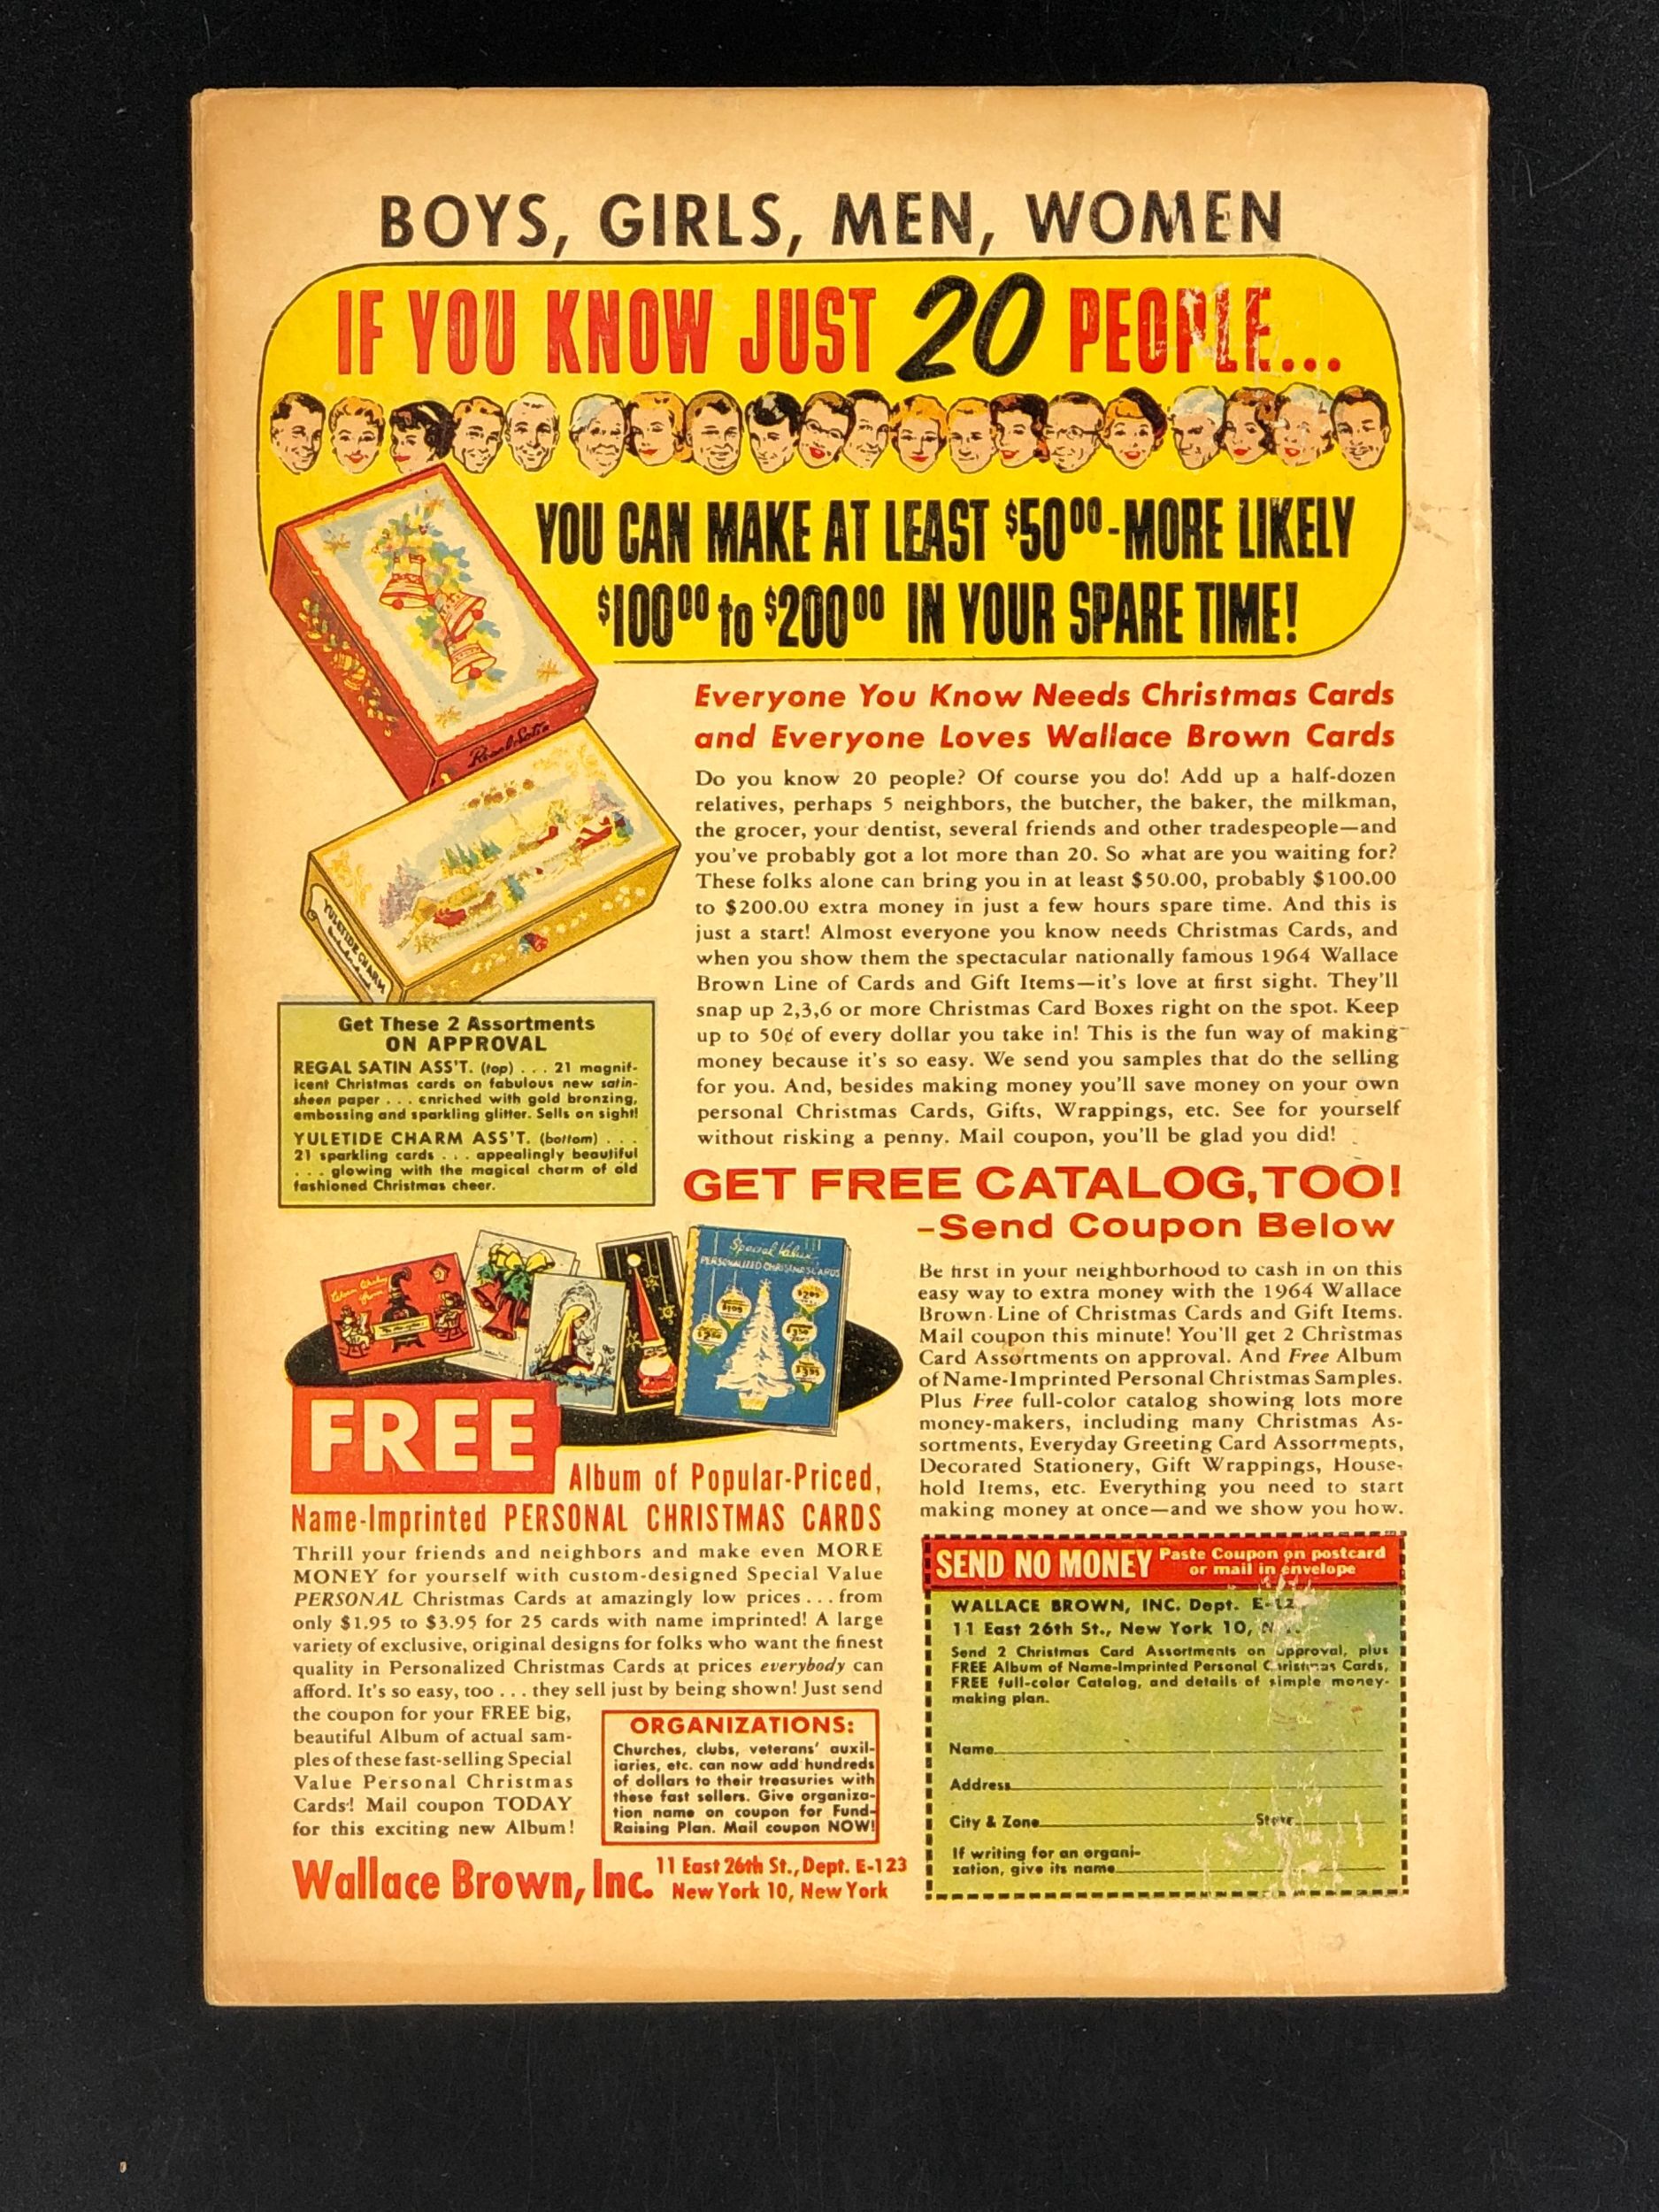 BOYS, GIRLS, MEN, WOMEN
IF YOU KNOW JUST 20 PEOPLE...
YOU CAN MAKE AT LEAST $50⁰⁰-MORE LIKELY
$100⁰⁰ to $200⁰⁰ IN YOUR SPARE TIME!
Regal Satin
YULETIDE CHARM
Everyone You Know Needs Christmas Cards
and Everyone Loves Wallace Brown Cards
Do you know 20 people? Of course you do! Add up a half-dozen
relatives, perhaps 5 neighbors, the butcher, the baker, the milkman,
the grocer, your dentist, several friends and other tradespeople—and
you've probably got a lot more than 20. So what are you waiting for?
These folks alone can bring you in at least $50.00, probably $100.00
to $200.00 extra money in just a few hours spare time. And this is
just a start! Almost everyone you know needs Christmas Cards, and
when you show them the spectacular nationally famous 1964 Wallace
Brown Line of Cards and Gift Items—it's love at first sight. They'll
snap up 2,3,6 or more Christmas Card Boxes right on the spot. Keep
up to 50¢ of every dollar you take in! This is the fun way of making
money because it's so easy. We send you samples that do the selling
for you. And, besides making money you'll save money on your own
personal Christmas Cards, Gifts, Wrappings, etc. See for yourself
without risking a penny. Mail coupon, you'll be glad you did!
Get These 2 Assortments
ON APPROVAL
REGAL SATIN ASS'T. (top) . . . 21 magnif-
icent Christmas cards on fabulous new satin-
sheen paper . . . enriched with gold bronzing,
embossing and sparkling glitter. Sells on sight!
YULETIDE CHARM ASS'T. (bottom) . . .
21 sparkling cards . . . appealingly beautiful
. . . glowing with the magical charm of old
fashioned Christmas cheer.
GET FREE CATALOG, TOO!
–Send Coupon Below
Be first in your neighborhood to cash in on this
easy way to extra money with the 1964 Wallace
Brown Line of Christmas Cards and Gift Items.
Mail coupon this minute! You'll get 2 Christmas
Card Assortments on approval. And Free Album
of Name-Imprinted Personal Christmas Samples.
Plus Free full-color catalog showing lots more
money-makers, including many Christmas As-
sortments, Everyday Greeting Card Assortments,
Decorated Stationery, Gift Wrappings, House-
hold Items, etc. Everything you need to start
making money at once—and we show you how.
Special Value
PERSONALIZED CHRISTMAS CARDS
$1.95
$2.95
$3.50
$3.95
FREE
Album of Popular-Priced,
Name-Imprinted PERSONAL CHRISTMAS CARDS
Thrill your friends and neighbors and make even MORE
MONEY for yourself with custom-designed Special Value
PERSONAL Christmas Cards at amazingly low prices . . . from
only $1.95 to $3.95 for 25 cards with name imprinted! A large
variety of exclusive, original designs for folks who want the finest
quality in Personalized Christmas Cards at prices everybody can
afford. It's so easy, too . . . they sell just by being shown! Just send
the coupon for your FREE big,
beautiful Album of actual sam-
ples of these fast-selling Special
Value Personal Christmas
Cards! Mail coupon TODAY
for this exciting new Album!
ORGANIZATIONS:
Churches, clubs, veterans' auxil-
iaries, etc. can now add hundreds
of dollars to their treasuries with
these fast sellers. Give organiza-
tion name on coupon for Fund-
Raising Plan. Mail coupon NOW!
Wallace Brown, Inc. 11 East 26th St., Dept. E-123
New York 10, New York
SEND NO MONEY Paste Coupon on postcard
or mail in envelope
WALLACE BROWN, INC. Dept. E-12
11 East 26th St., New York 10, N.Y.
Send 2 Christmas Card Assortments on approval, plus
FREE Album of Name-Imprinted Personal Christmas Cards,
FREE full-color Catalog, and details of simple money-
making plan.
Name
Address
City & Zone State
If writing for an organi-
zation, give its name